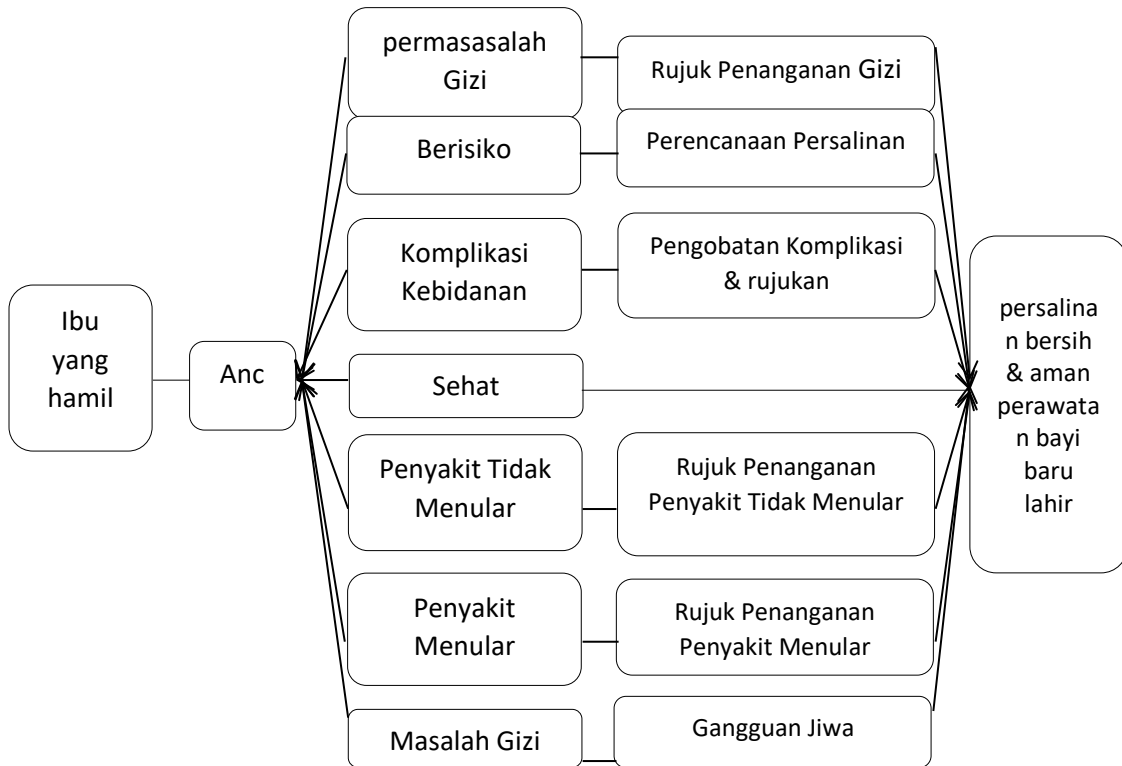 Ibu
yang
hamil
Anc
permasasalah
Gizi
Rujuk Penanganan Gizi
Berisiko
Perencanaan Persalinan
Komplikasi
Kebidanan
Pengobatan Komplikasi
& rujukan
Sehat
Penyakit Tidak
Menular
Rujuk Penanganan
Penyakit Tidak Menular
Penyakit
Menular
Rujuk Penanganan
Penyakit Menular
Masalah Gizi
Gangguan Jiwa
persalina
n bersih
& aman
perawata
n bayi
baru
lahir